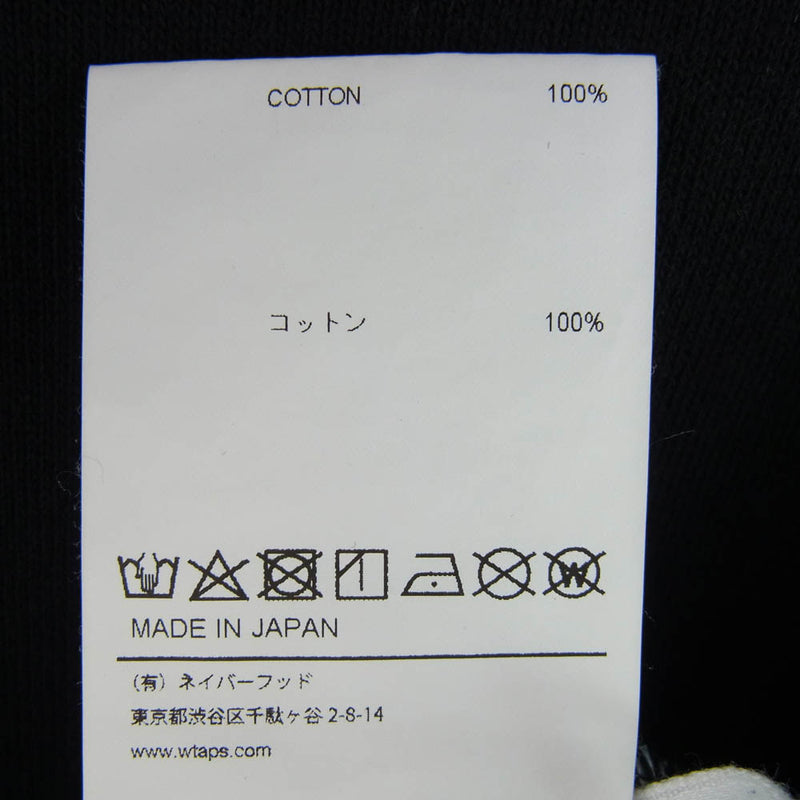 COTTON 100%
コットン 100%
W
MADE IN JAPAN
(有) ネイバーフッド
東京都渋谷区千駄ヶ谷 2-8-14
www.wtaps.com